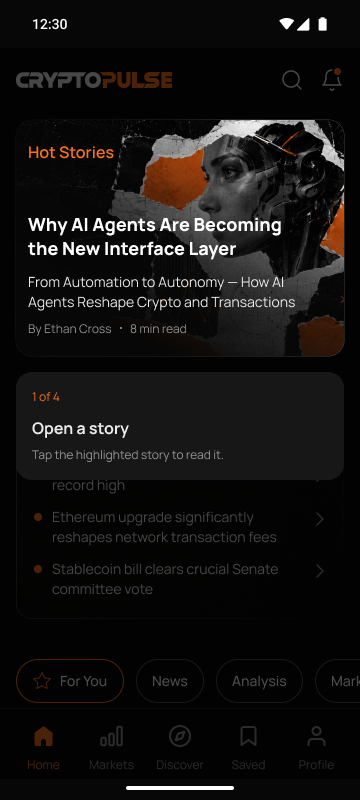 12:30
CRYPTOPULSE
Hot Stories
Why AI Agents Are Becoming
the New Interface Layer
From Automation to Autonomy — How AI
Agents Reshape Crypto and Transactions
By Ethan Cross • 8 min read
1 of 4
Open a story
Tap the highlighted story to read it.
record high
Ethereum upgrade significantly
reshapes network transaction fees
Stablecoin bill clears crucial Senate
committee vote
For You News Analysis Mark
Home Markets Discover Saved Profile